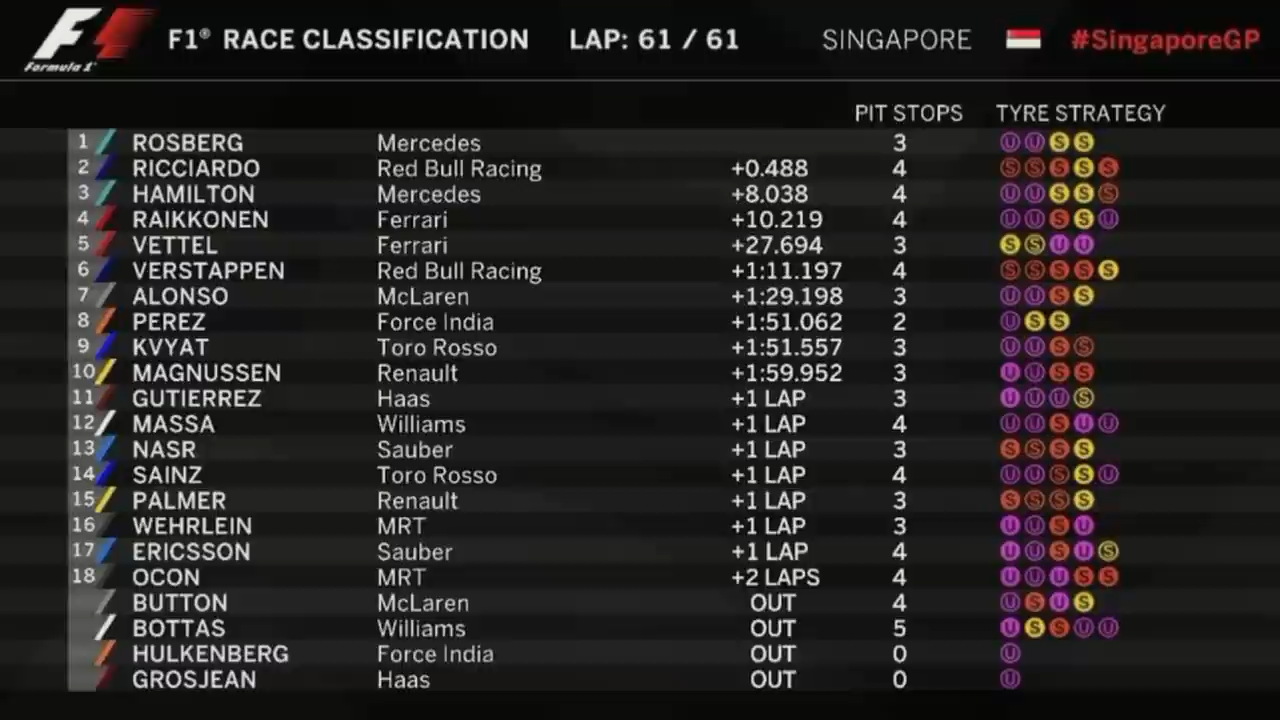 F1 Formula 1® F1® RACE CLASSIFICATION LAP: 61 / 61 SINGAPORE #SingaporeGP
PIT STOPS TYRE STRATEGY
1 ROSBERG Mercedes 3 U U S S
2 RICCIARDO Red Bull Racing +0.488 4 S S S S S
3 HAMILTON Mercedes +8.038 4 U U S S S
4 RAIKKONEN Ferrari +10.219 4 U U S S U
5 VETTEL Ferrari +27.694 3 S S U U
6 VERSTAPPEN Red Bull Racing +1:11.197 4 S S S S S
7 ALONSO McLaren +1:29.198 3 U U S S
8 PEREZ Force India +1:51.062 2 U S S
9 KVYAT Toro Rosso +1:51.557 3 U U S S
10 MAGNUSSEN Renault +1:59.952 3 U U S S
11 GUTIERREZ Haas +1 LAP 3 U U U S
12 MASSA Williams +1 LAP 4 U U S U U
13 NASR Sauber +1 LAP 3 S S S S
14 SAINZ Toro Rosso +1 LAP 4 U U S S U
15 PALMER Renault +1 LAP 3 S S S S
16 WEHRLEIN MRT +1 LAP 3 U U S U
17 ERICSSON Sauber +1 LAP 4 U U S U S
18 OCON MRT +2 LAPS 4 U U U S S
BUTTON McLaren OUT 4 U S U S
BOTTAS Williams OUT 5 U S S U U
HULKENBERG Force India OUT 0 U
GROSJEAN Haas OUT 0 U